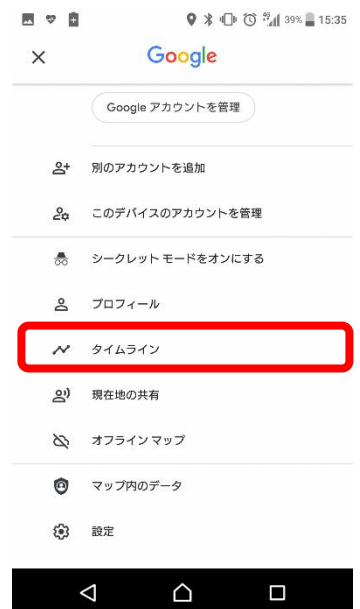 39% 15:35
Google
Google アカウントを管理
別のアカウントを追加
このデバイスのアカウントを管理
シークレット モードをオンにする
プロフィール
タイムライン
現在地の共有
オフライン マップ
マップ内のデータ
設定